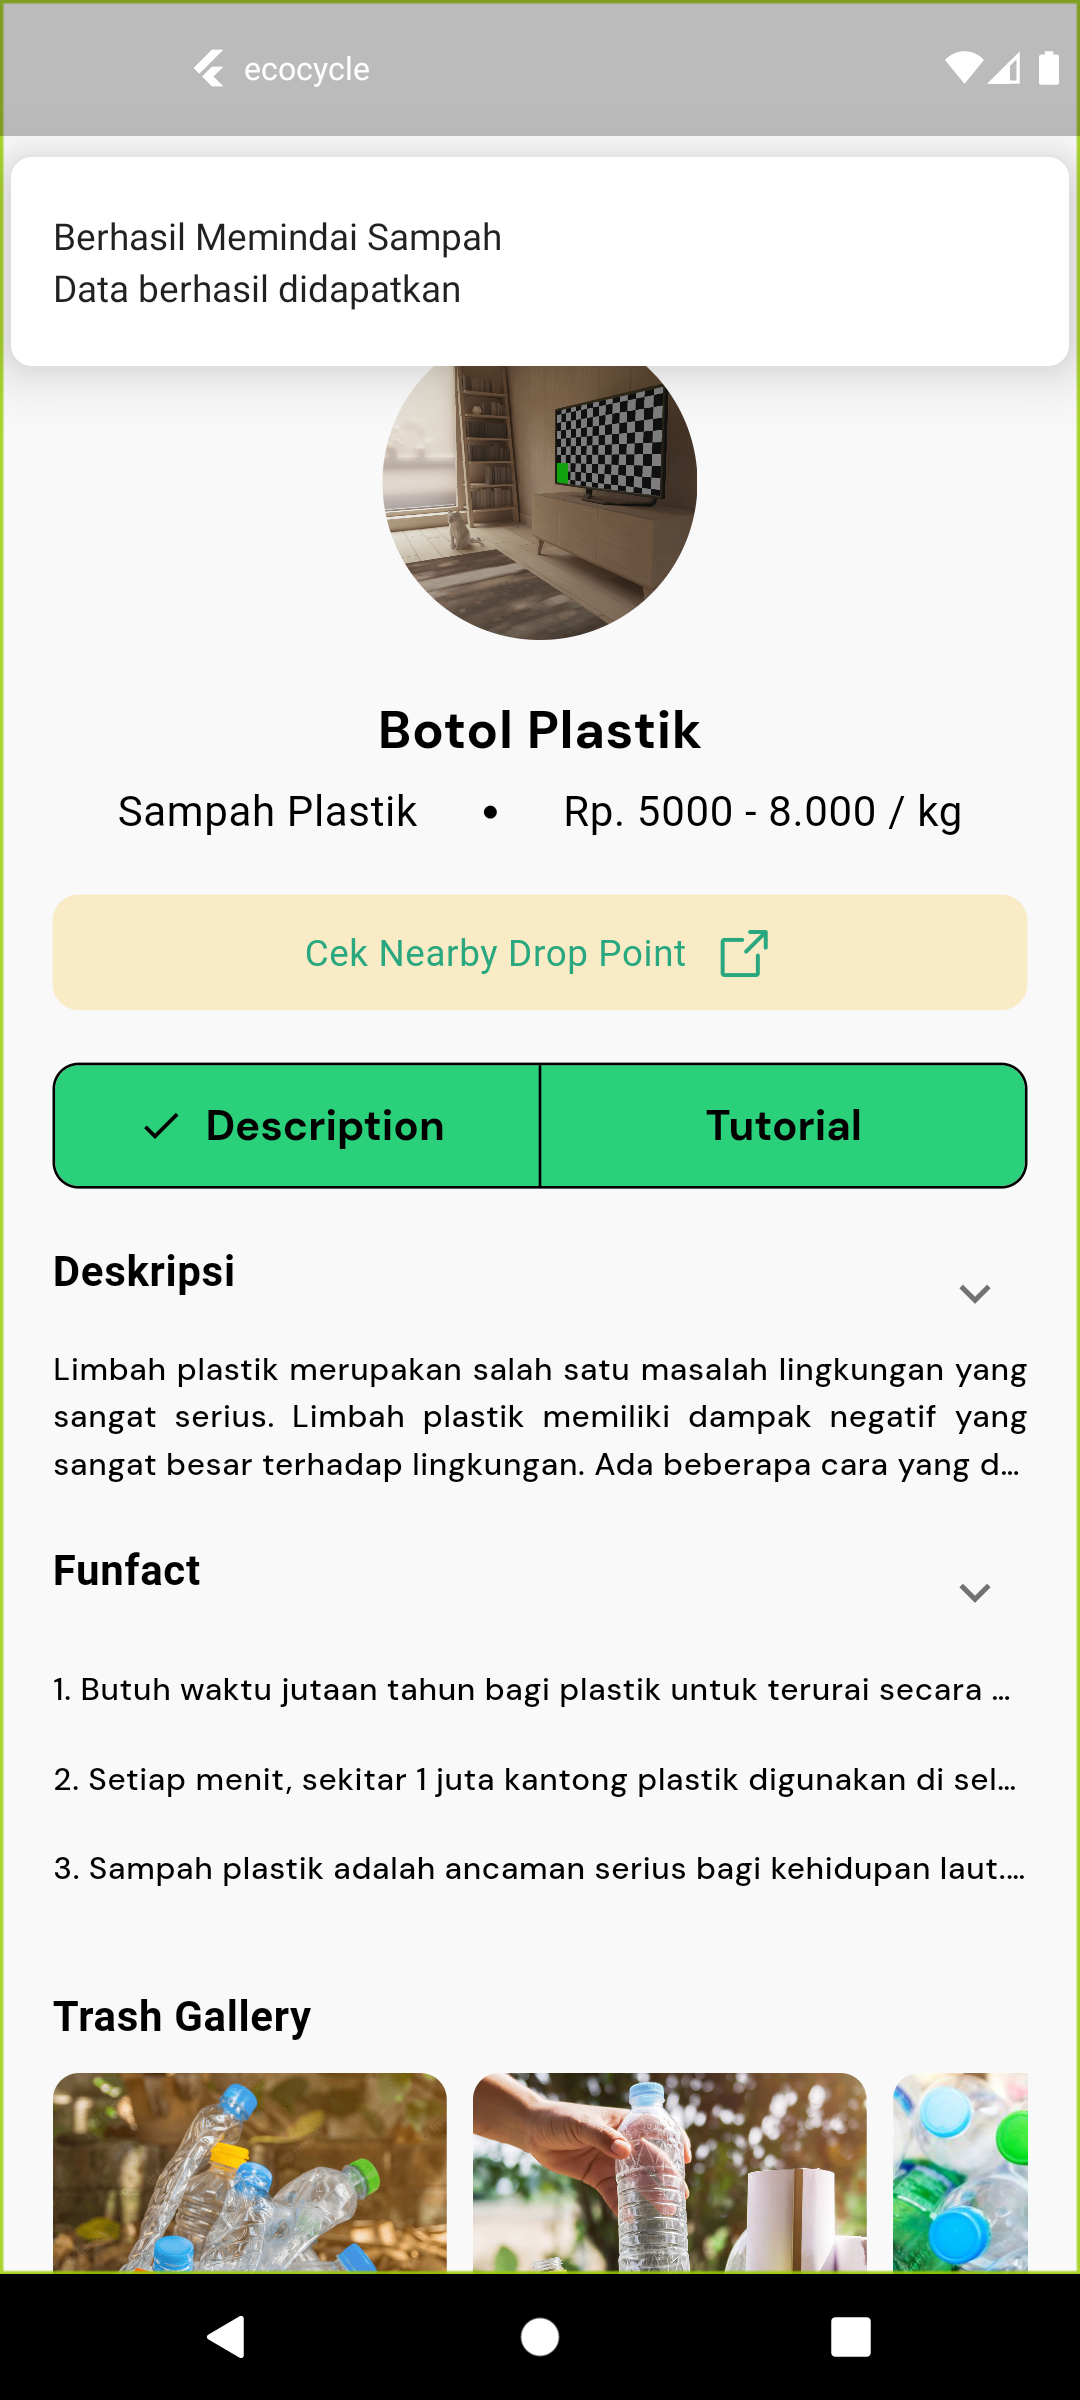 ecocycle
Berhasil Memindai Sampah
Data berhasil didapatkan
Botol Plastik
Sampah Plastik • Rp. 5000 - 8.000 / kg
Cek Nearby Drop Point
Description
Tutorial
Deskripsi
Limbah plastik merupakan salah satu masalah lingkungan yang
sangat serius. Limbah plastik memiliki dampak negatif yang
sangat besar terhadap lingkungan. Ada beberapa cara yang d...
Funfact
1. Butuh waktu jutaan tahun bagi plastik untuk terurai secara ...
2. Setiap menit, sekitar 1 juta kantong plastik digunakan di sel...
3. Sampah plastik adalah ancaman serius bagi kehidupan laut....
Trash Gallery